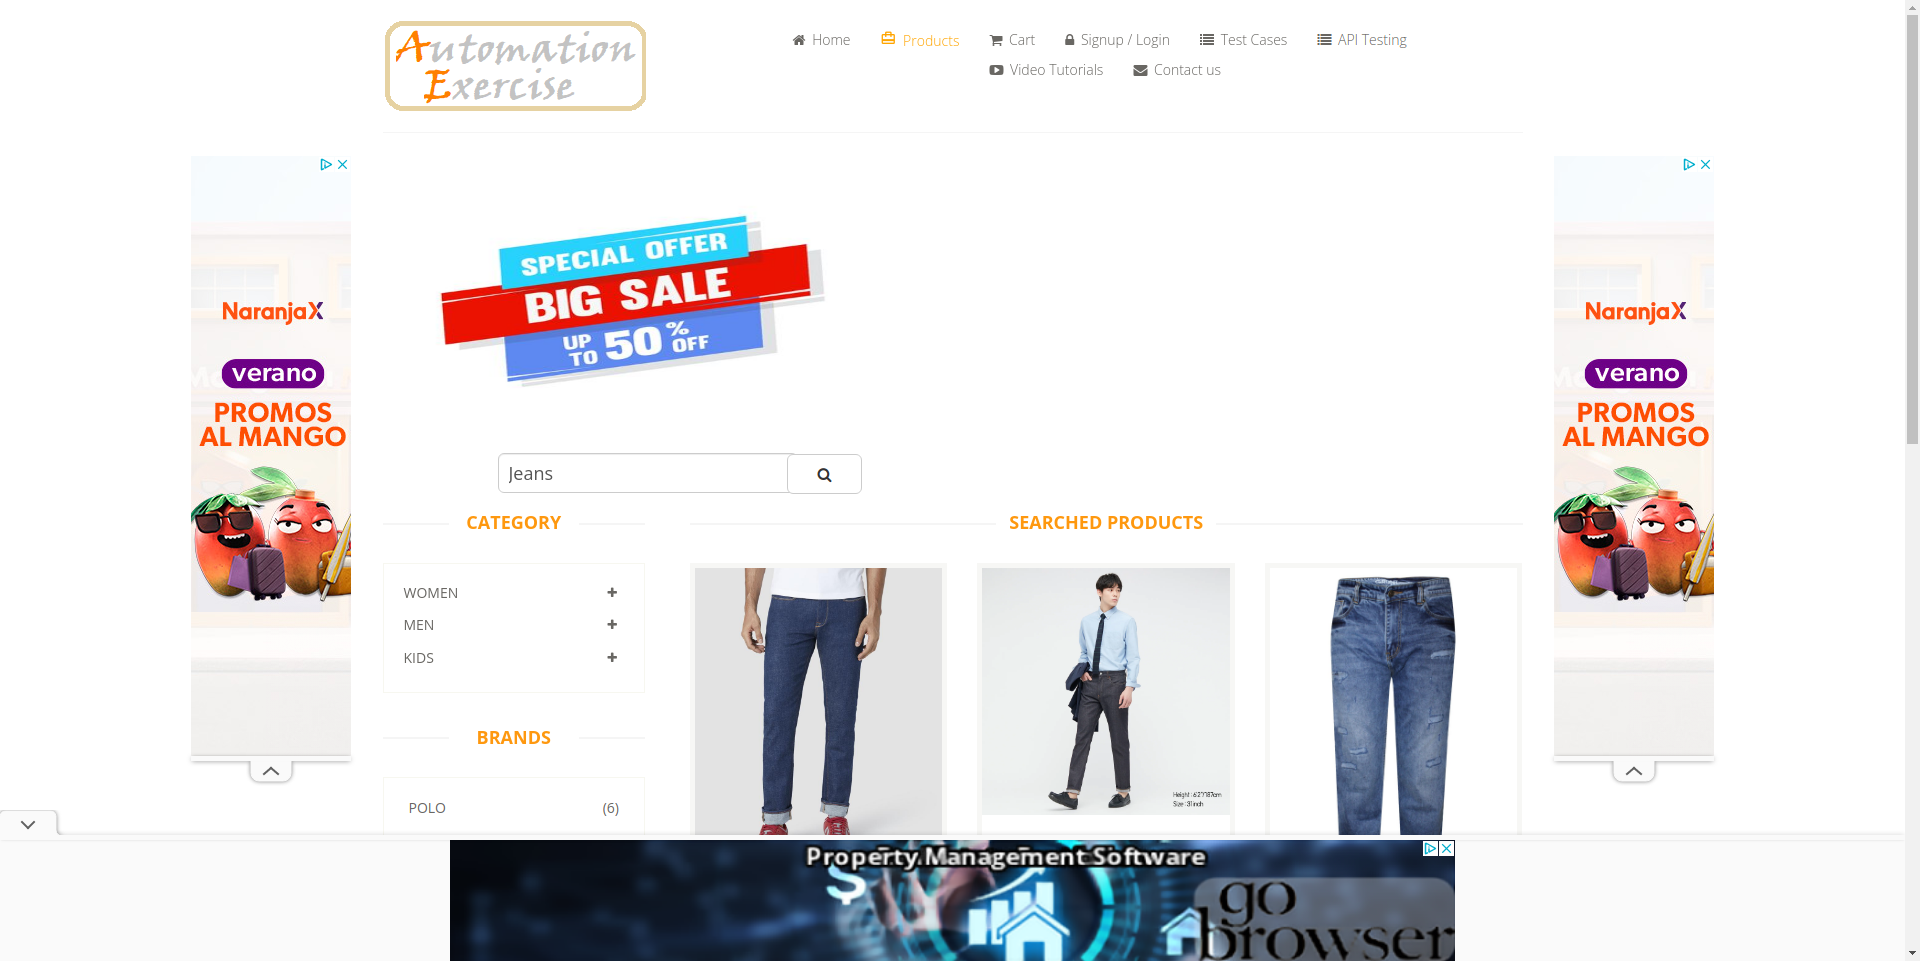 Automation
Exercise
Home
Products
Cart
Signup / Login
Test Cases
API Testing
Video Tutorials
Contact us
SPECIAL OFFER
BIG SALE
UP TO 50% OFF
NaranjaX
verano
PROMOS
AL MANGO
NaranjaX
verano
PROMOS
AL MANGO
Jeans
CATEGORY
SEARCHED PRODUCTS
WOMEN
MEN
KIDS
BRANDS
POLO (6)
Height : 6'2"/187cm
Size : 31inch
Property Management Software
go
browser